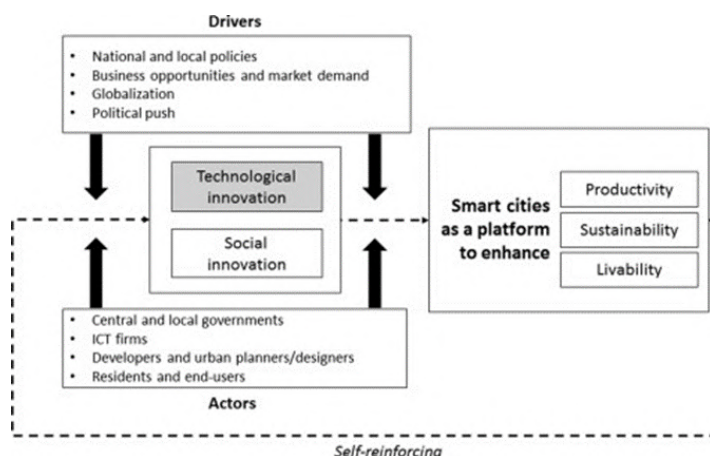 Drivers
• National and local policies
• Business opportunities and market demand
• Globalization
• Political push
Technological
innovation
Social
innovation
Smart cities
as a platform
to enhance
Productivity
Sustainability
Livability
• Central and local governments
• ICT firms
• Developers and urban planners/designers
• Residents and end-users
Actors
Self-reinforcing